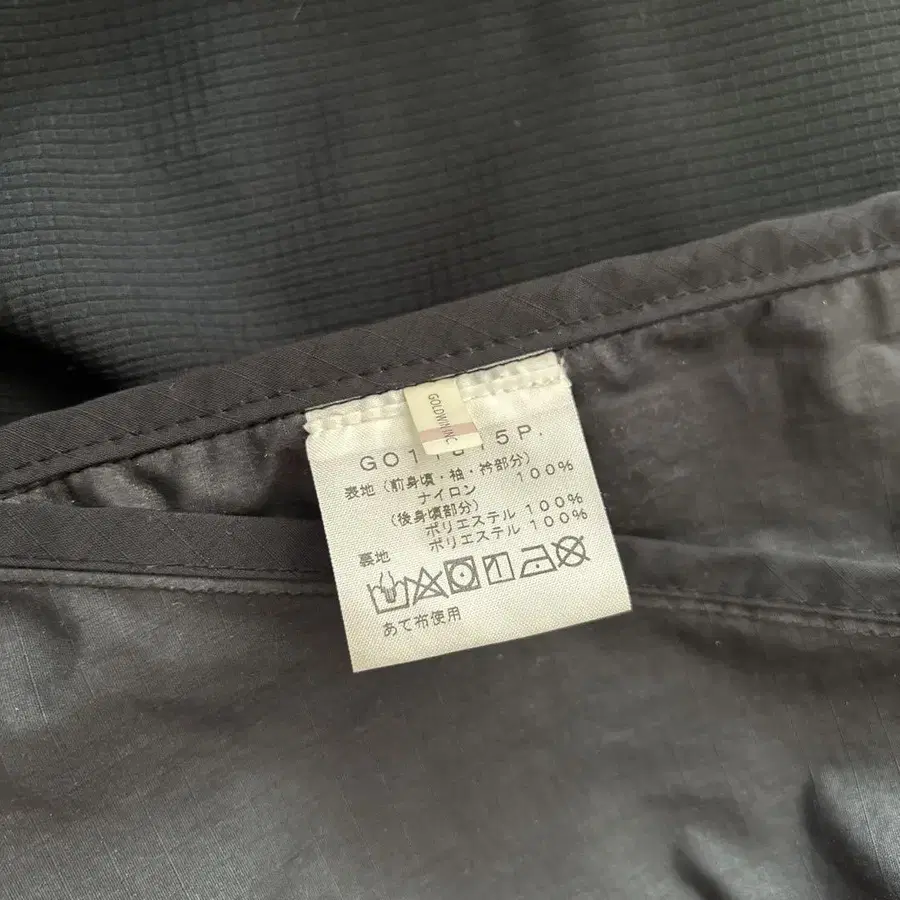 GOLDWIN INC
表地(前身頃・袖・衿部分)
ナイロン 100%
(後身頃部分)
ポリエステル 100%
裏地 ポリエステル 100%
あて布使用